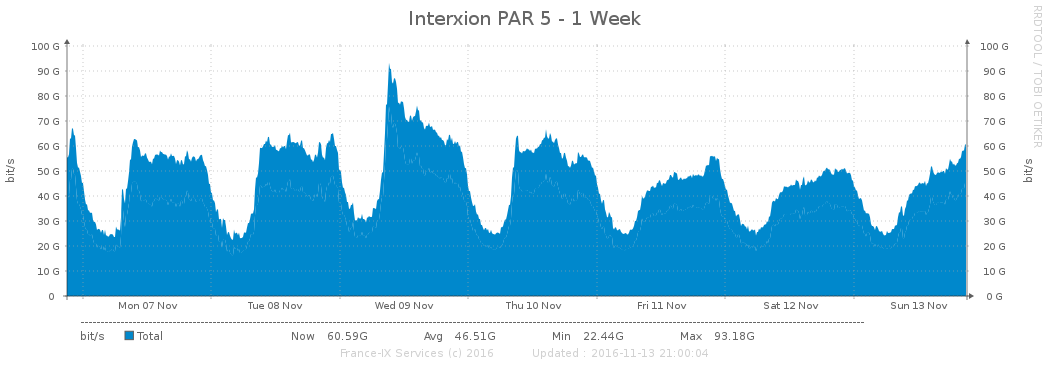 Interxion PAR 5 - 1 Week
RRDTOOL / TOBI OETIKER
bit/s
bit/s
100 G 100 G
90 G 90 G
80 G 80 G
70 G 70 G
60 G 60 G
50 G 50 G
40 G 40 G
30 G 30 G
20 G 20 G
10 G 10 G
0 0 G
Mon 07 Nov Tue 08 Nov Wed 09 Nov Thu 10 Nov Fri 11 Nov Sat 12 Nov Sun 13 Nov
bit/s Total Now 60.59G Avg 46.51G Min 22.44G Max 93.18G
France-IX Services (c) 2016 Updated : 2016-11-13 21:00:04